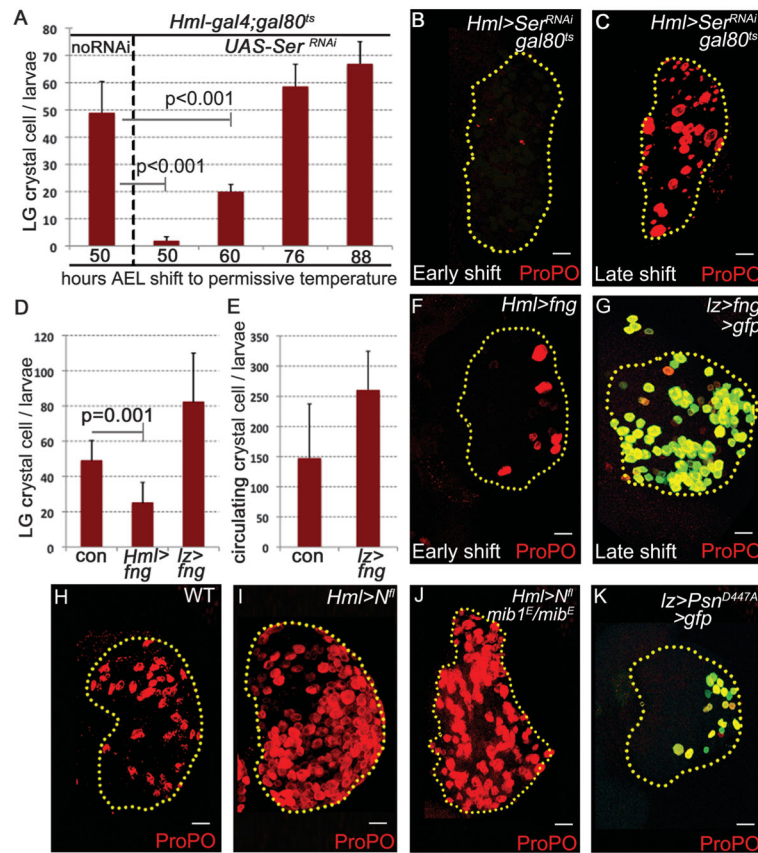 A
Hml-gal4;gal80ts
noRNAi
UAS-Ser RNAi
LG crystal cell / larvae
80
70
60
50
40
30
20
10
0
p<0.001
p<0.001
50
50
60
76
88
hours AEL shift to permissive temperature
B
Hml>SerRNAi
gal80ts
Early shift
ProPO
C
Hml>SerRNAi
gal80ts
Late shift
ProPO
D
LG crystal cell / larvae
120
100
80
60
40
20
0
p=0.001
con
Hml>
fng
lz>
fng
E
circulating crystal cell / larvae
350
300
250
200
150
100
50
0
con
lz>
fng
F
Hml>fng
Early shift
ProPO
G
lz>fng
>gfp
Late shift
ProPO
H
WT
ProPO
I
Hml>Nfl
ProPO
J
Hml>Nfl
mib1E/mibE
ProPO
K
lz>PsnD447A
>gfp
ProPO